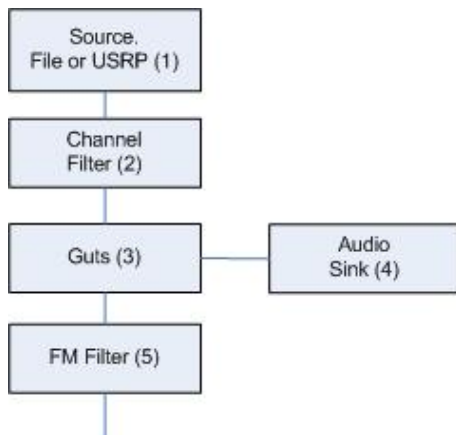 Source.
File or USRP (1)
Channel
Filter (2)
Guts (3)
Audio
Sink (4)
FM Filter (5)